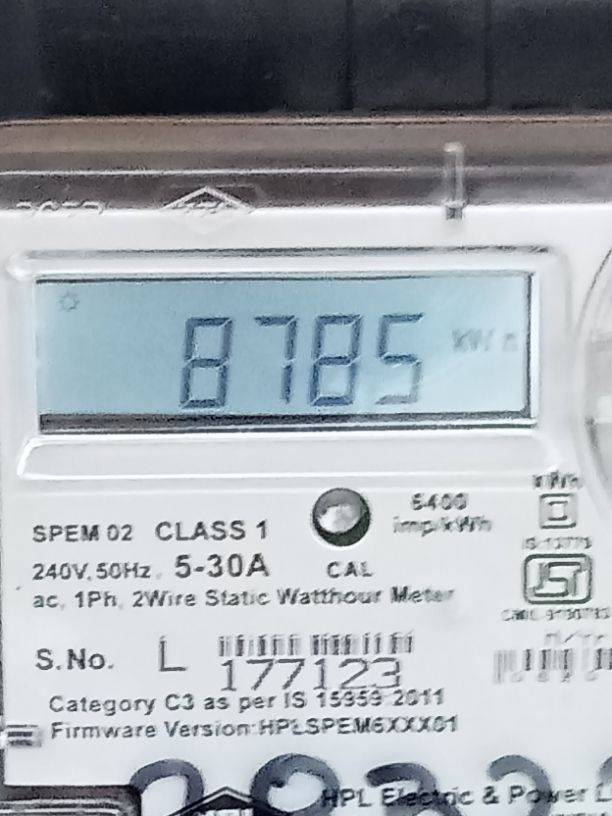 8785 kWh
kWh
6400
imp/kWh
SPEM 02 CLASS 1
240V, 50Hz, 5-30A
CAL
ac, 1Ph, 2Wire Static Watthour Meter
S.No. L 177123
Category C3 as per IS 15959:2011
Firmware Version:HPLSPEM6XXX01
HPL Electric & Power